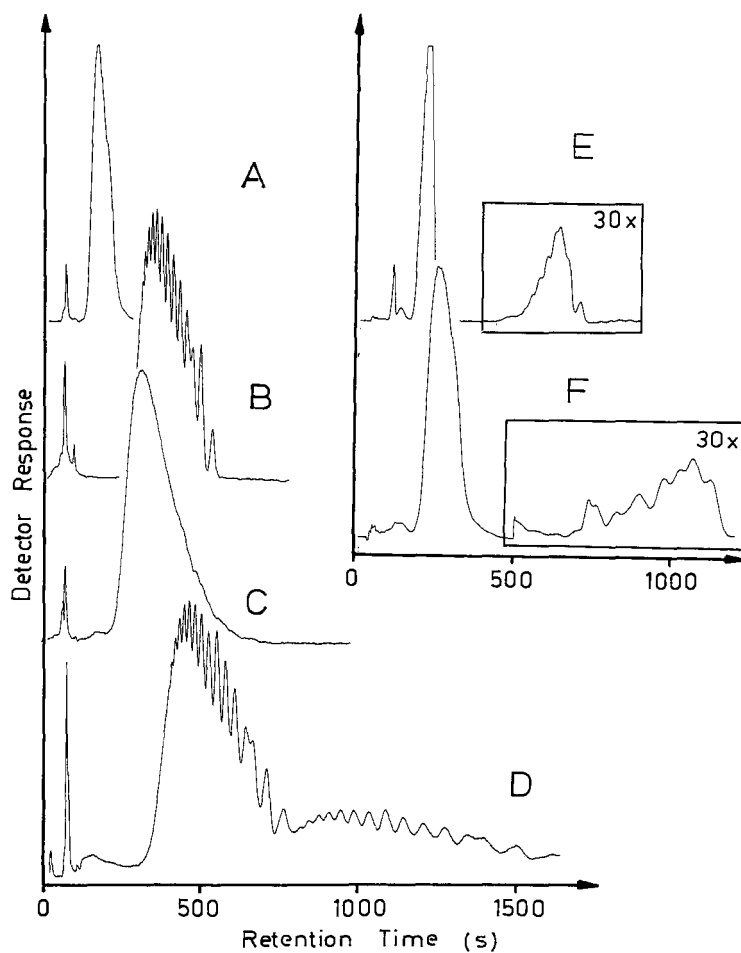 A
B
C
D
E
30x
F
30x
0 500 1000
Detector Response
0 500 1000 1500
Retention Time (s)